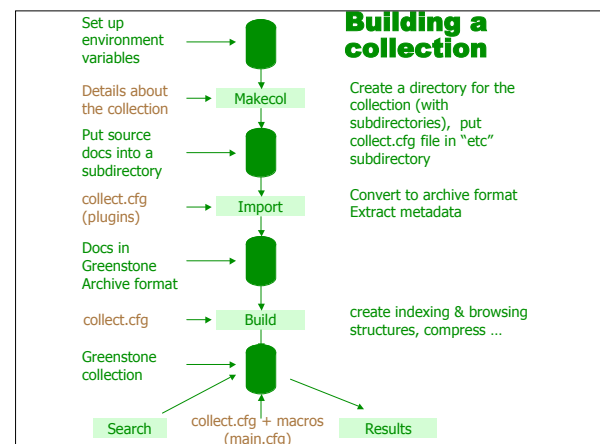 Building a
collection
Set up
environment
variables
Details about
the collection
Makecol
Create a directory for the
collection (with
subdirectories), put
collect.cfg file in “etc”
subdirectory
Put source
docs into a
subdirectory
collect.cfg
(plugins)
Import
Convert to archive format
Extract metadata
Docs in
Greenstone
Archive format
collect.cfg
Build
create indexing & browsing
structures, compress ...
Greenstone
collection
Search
collect.cfg + macros
(main.cfg)
Results